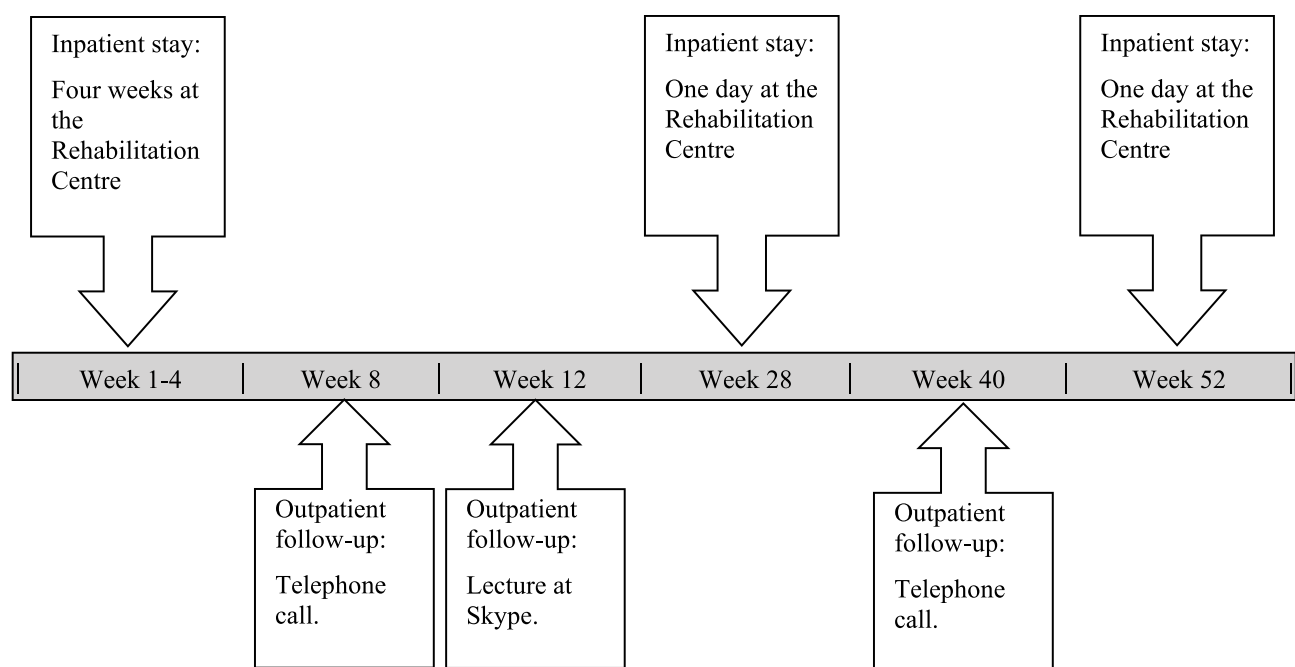 Inpatient stay:
Four weeks at
the
Rehabilitation
Centre
Inpatient stay:
One day at the
Rehabilitation
Centre
Inpatient stay:
One day at the
Rehabilitation
Centre
Week 1-4
Week 8
Week 12
Week 28
Week 40
Week 52
Outpatient
follow-up:
Telephone
call.
Outpatient
follow-up:
Lecture at
Skype.
Outpatient
follow-up:
Telephone
call.